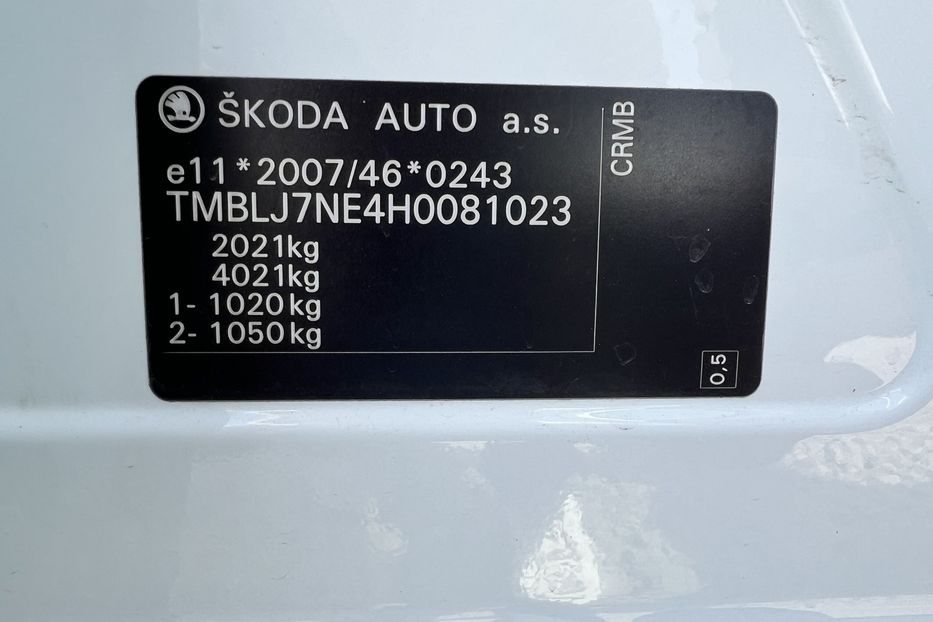 ŠKODA AUTO a.s.
e11*2007/46*0243
TMBLJ7NE4H0081023
2021kg
4021kg
1- 1020kg
2- 1050kg
CRMB
0,5